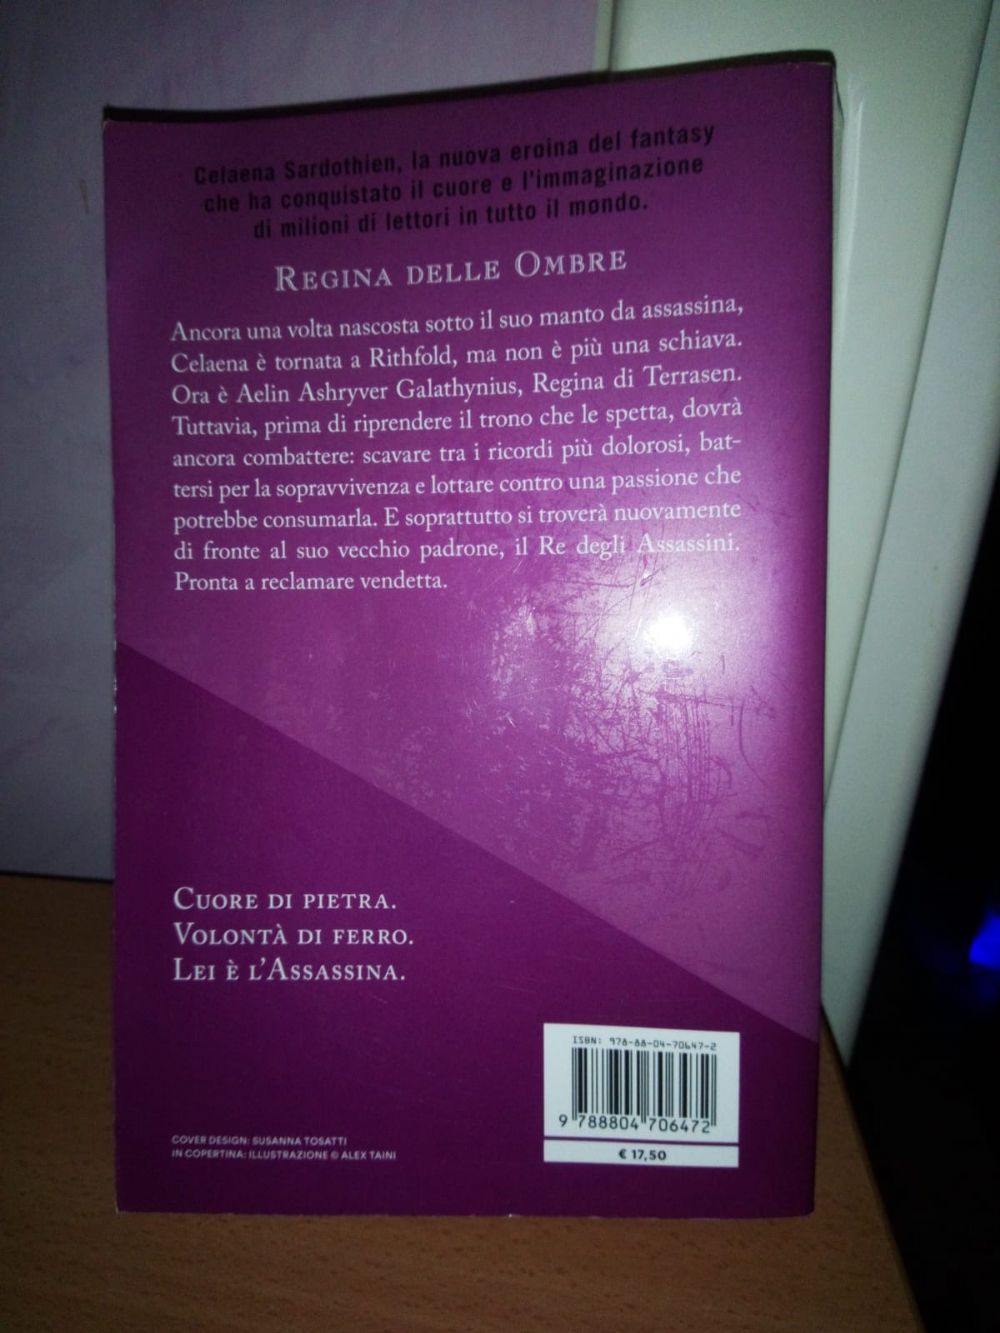 Celaena Sardothien, la nuova eroina del fantasy
che ha conquistato il cuore e l'immaginazione
di milioni di lettori in tutto il mondo.
REGINA DELLE OMBRE
Ancora una volta nascosta sotto il suo manto da assassina,
Celaena è tornata a Rithfold, ma non è più una schiava.
Ora è Aelin Ashryver Galathynius, Regina di Terrasen.
Tuttavia, prima di riprendere il trono che le spetta, dovrà
ancora combattere: scavare tra i ricordi più dolorosi, bat-
tersi per la sopravvivenza e lottare contro una passione che
potrebbe consumarla. E soprattutto si troverà nuovamente
di fronte al suo vecchio padrone, il Re degli Assassini.
Pronta a reclamare vendetta.
CUORE DI PIETRA.
VOLONTÀ DI FERRO.
LEI È L'ASSASSINA.
ISBN: 978-88-04-70647-2
9 788804 706472
€ 17,50
COVER DESIGN: SUSANNA TOSATTI
IN COPERTINA: ILLUSTRAZIONE © ALEX TAINI